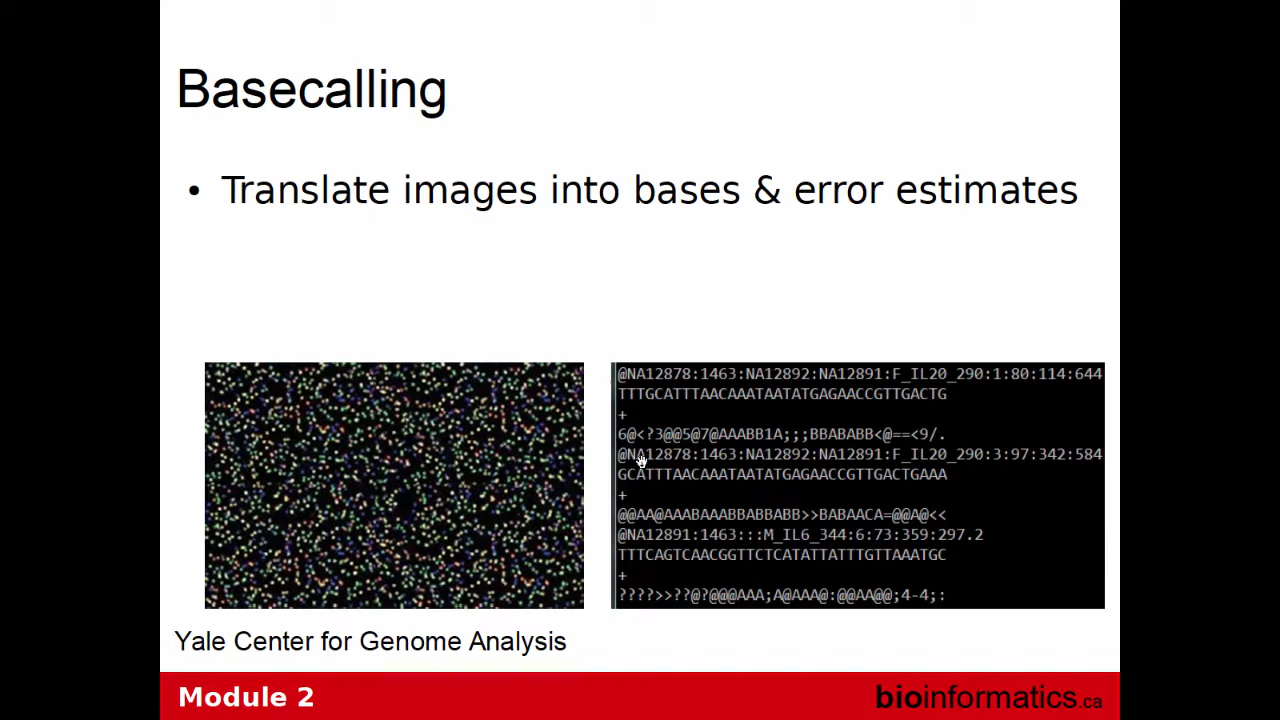 Basecalling
• Translate images into bases & error estimates
@NA12878:1463:NA12892:NA12891:F_IL20_290:1:80:114:644
TTTGCATTTAACAAATAATATGAGAACCGTTGACTG
+
6@<?3@@5@7@AAABB1A;;;BBABABB<@==<9/.
@NA12878:1463:NA12892:NA12891:F_IL20_290:3:97:342:584
GCATTTAACAAATAATATGAGAACCGTTGACTGAAA
+
@@AA@AAABAAABBABBABB>>BABAACA=@@A@<<
@NA12891:1463:::M_IL6_344:6:73:359:297.2
TTTCAGTCAACGGTTCTCATATTATTTGTTAAATGC
+
????>>??@?@@@AAA;A@AAA@:@@AA@@;4-4;:
Yale Center for Genome Analysis
Module 2
bioinformatics.ca